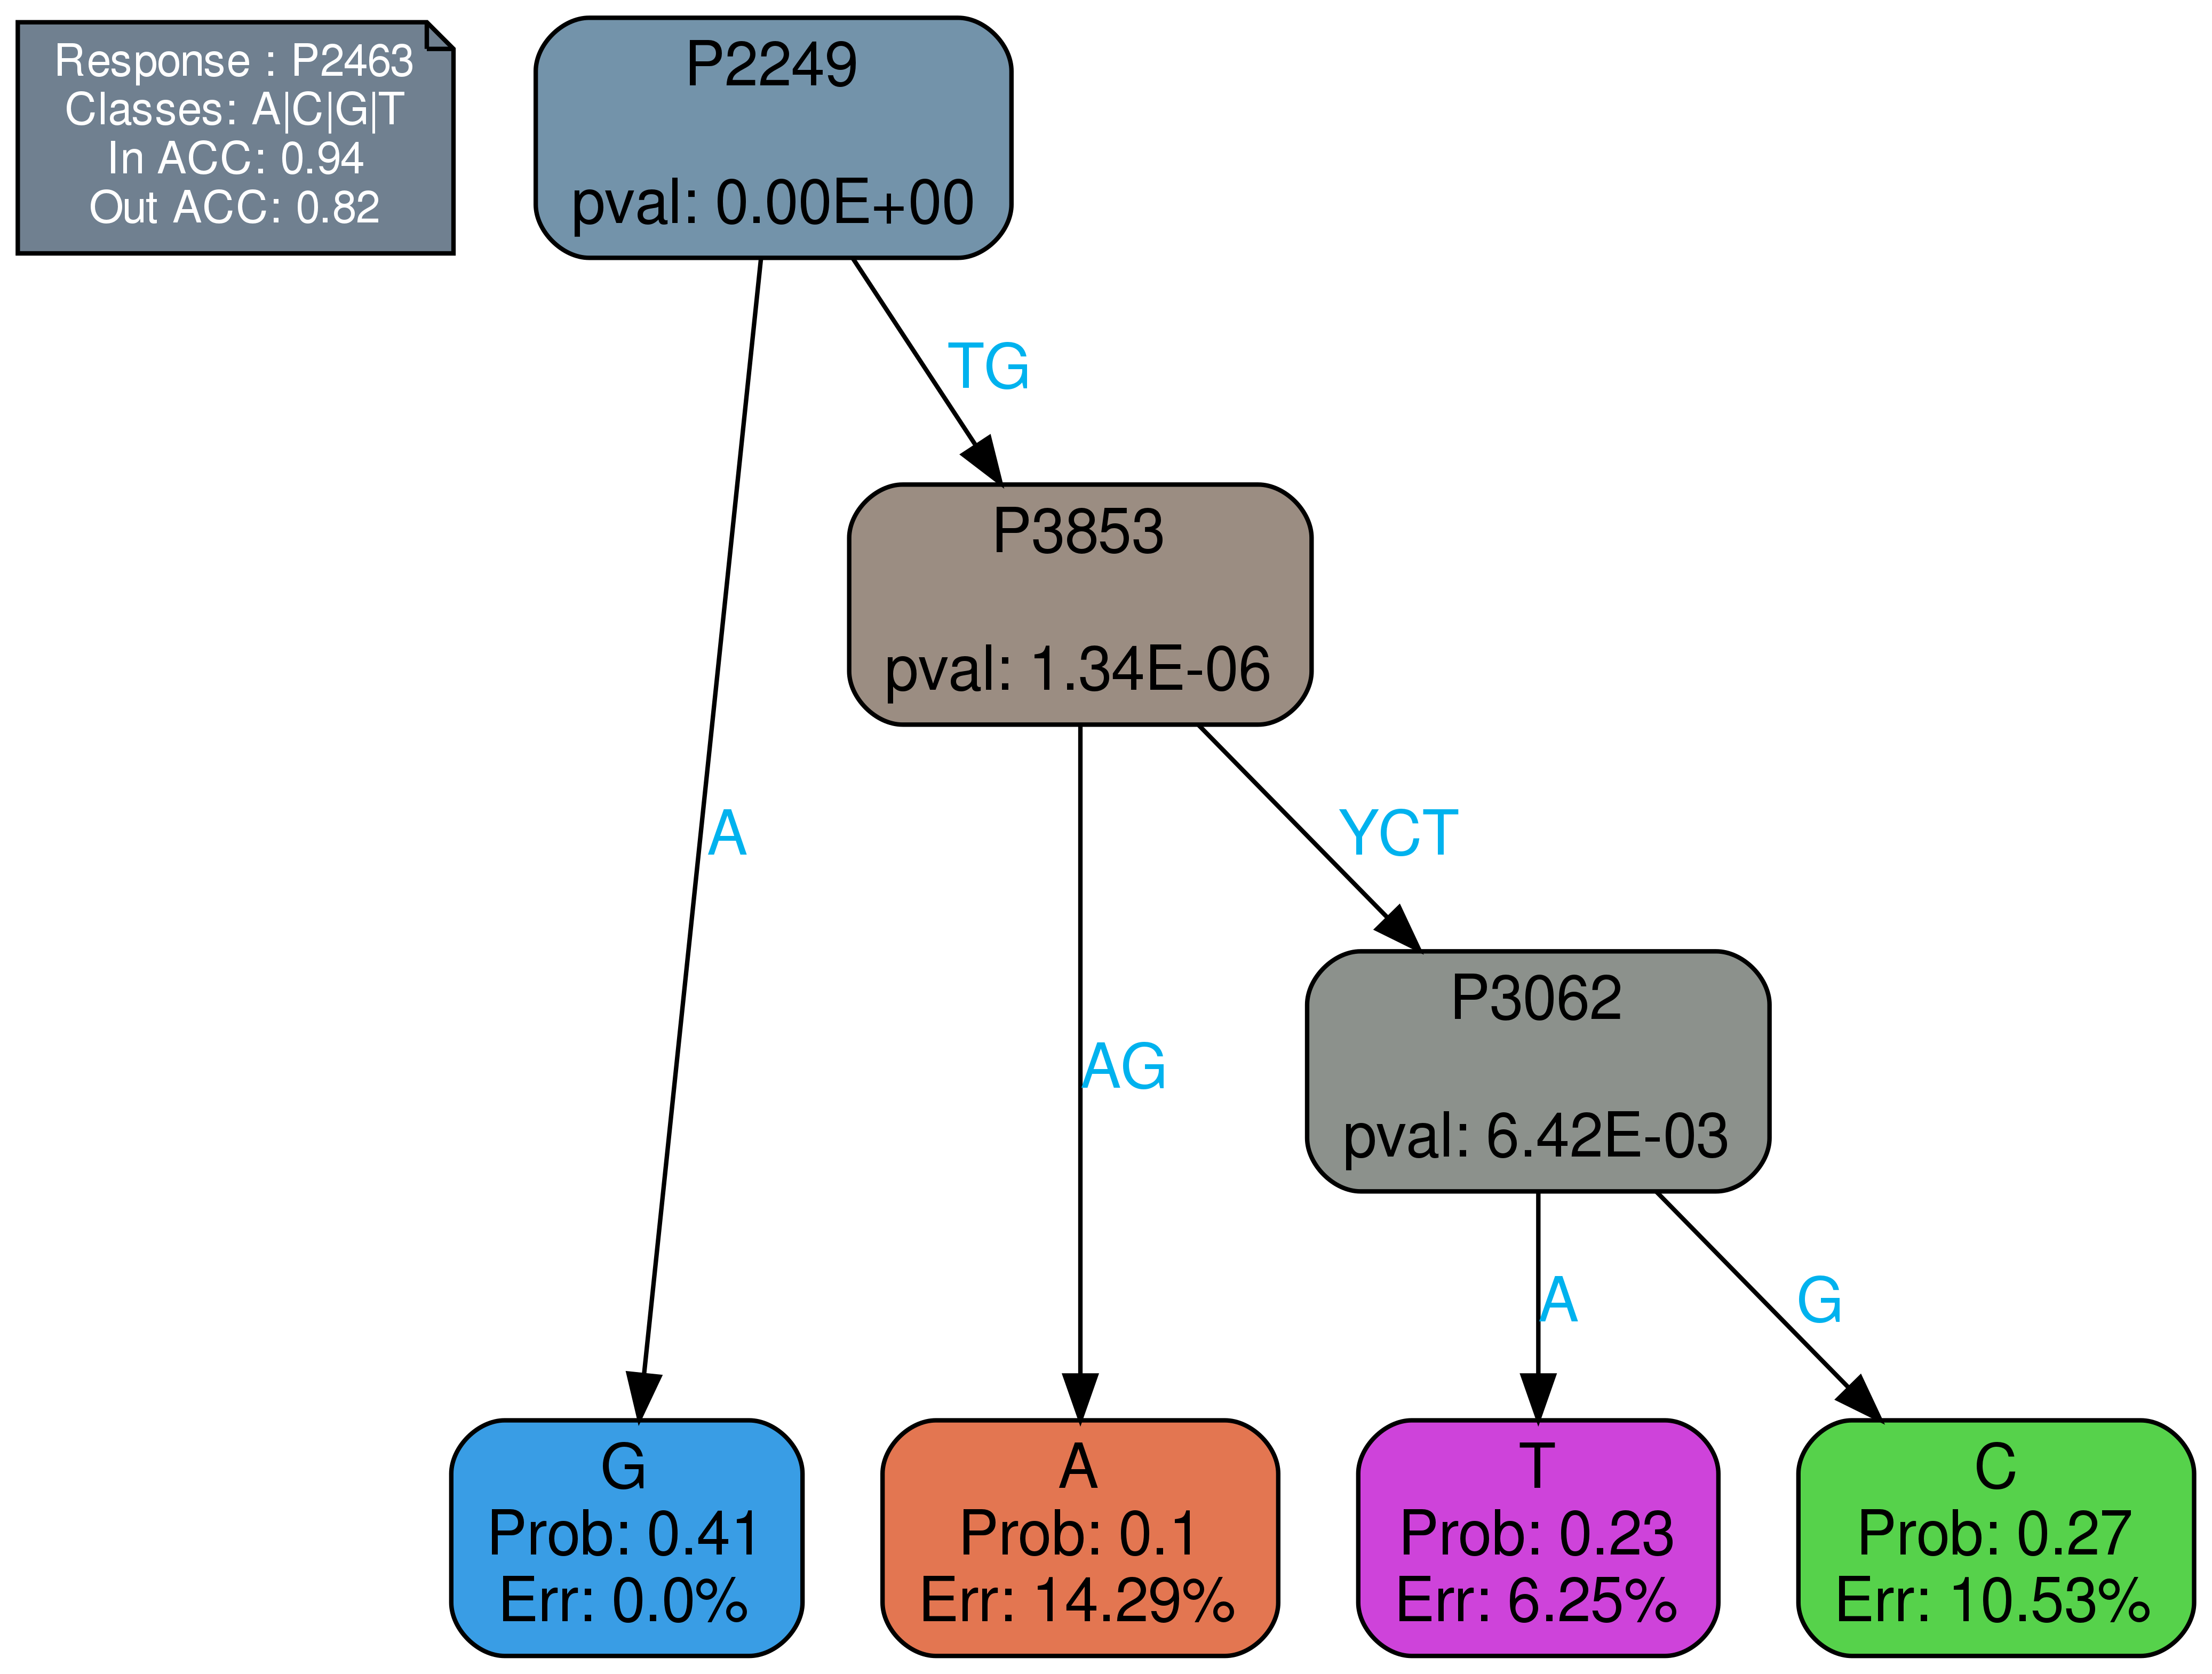 Response : P2463
Classes: A|C|G|T
In ACC: 0.94
Out ACC: 0.82
P2249
pval: 0.00E+00
TG
P3853
pval: 1.34E-06
A
YCT
P3062
pval: 6.42E-03
AG
A
G
G
Prob: 0.41
Err: 0.0%
A
Prob: 0.1
Err: 14.29%
T
Prob: 0.23
Err: 6.25%
C
Prob: 0.27
Err: 10.53%